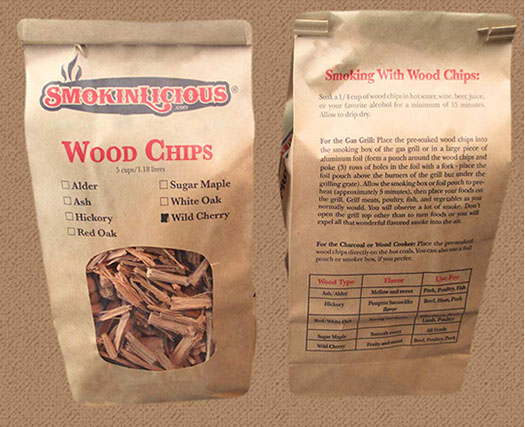 SMOKINLICIOUS®
.com
WOOD CHIPS
5 cups/1.18 liters
Alder
Ash
Hickory
Red Oak
Sugar Maple
White Oak
Wild Cherry
Smoking With Wood Chips:
Soak a 1/4 cup of wood chips in hot water, wine, beer, juice,
or your favorite alcohol for a minimum of 15 minutes.
Allow to drip dry.
For the Gas Grill: Place the pre-soaked wood chips into
the smoking box of the gas grill or in a large piece of
aluminum foil (form a pouch around the wood chips and
poke (3) rows of holes in the foil with a fork - place the
foil pouch above the burners of the grill but under the
grilling grate). Allow the smoking box or foil pouch to pre-
heat (approximately 5 minutes), then place your foods on
the grill. Grill meats, poultry, fish, and vegetables as you
normally would. You will observe a lot of smoke. Don't
open the grill top other than to turn foods or you will
expel all that wonderful flavored smoke into the air.
For the Charcoal or Wood Cooker: Place the pre-soaked
wood chips directly on the hot coals. You can also use a foil
pouch or smoker box, if you prefer.
Wood Type Flavor Use For
Ash/Alder Mellow and sweet Pork, Poultry, Fish
Hickory Pungent bacon-like flavor Beef, Ham, Pork
Red/White Oak Lamb, Poultry
Sugar Maple Smooth sweet All Foods
Wild Cherry Fruity and sweet Beef, Poultry, Pork